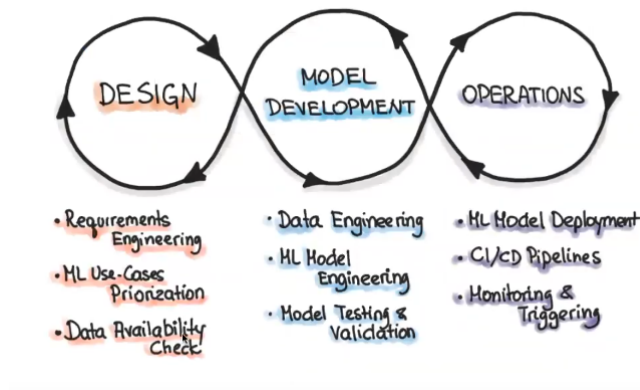 DESIGN
MODEL
DEVELOPMENT
OPERATIONS
• Requirements
Engineering
• ML Use-Cases
Priorization
• Data Availability
Check
• Data Engineering
• ML Model
Engineering
• Model Testing &
Validation
• ML Model Deployment
• CI/CD Pipelines
• Monitoring &
Triggering